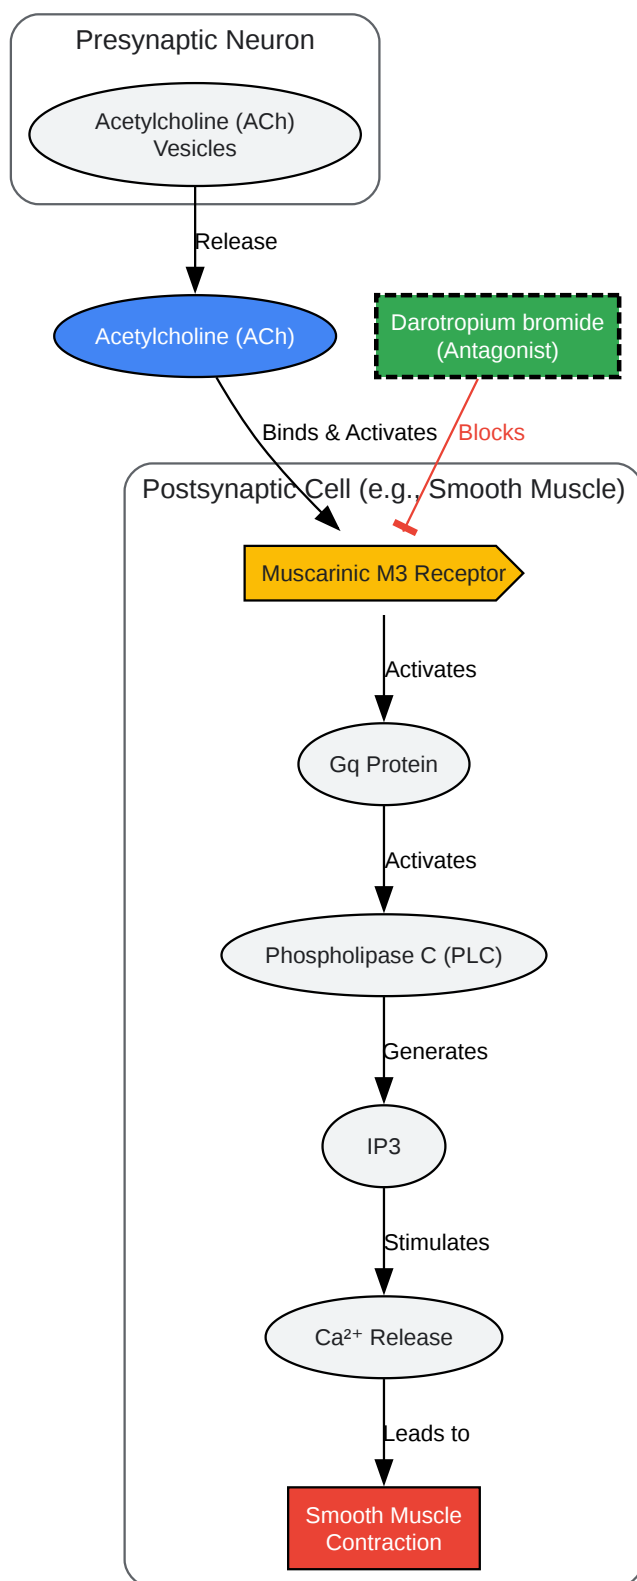 Presynaptic Neuron
Acetylcholine (ACh)
Vesicles
Release
Acetylcholine (ACh)
Darotropium bromide
(Antagonist)
Binds & Activates
Blocks
Postsynaptic Cell (e.g., Smooth Muscle)
Muscarinic M3 Receptor
Activates
Gq Protein
Activates
Phospholipase C (PLC)
Generates
IP3
Stimulates
Ca²⁺ Release
Leads to
Smooth Muscle
Contraction